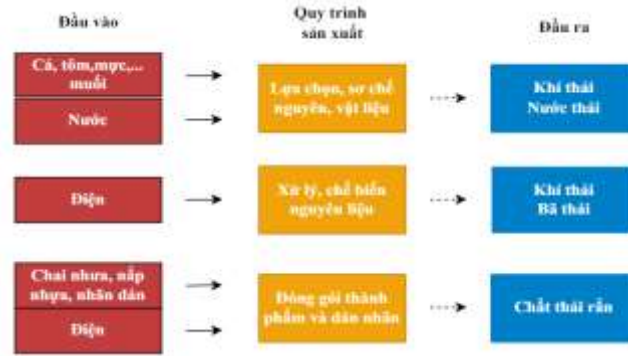 Đầu vào
Quy trình
sản xuất
Đầu ra
Cá, tôm,mực,...
muối
Nước
Lựa chọn, sơ chế
nguyên, vật liệu
Khí thải
Nước thải
Điện
Xử lý, chế biến
nguyên liệu
Khí thải
Bã thải
Chai nhựa, nắp
nhựa, nhãn dán
Điện
Đóng gói thành
phẩm và dán nhãn
Chất thải rắn